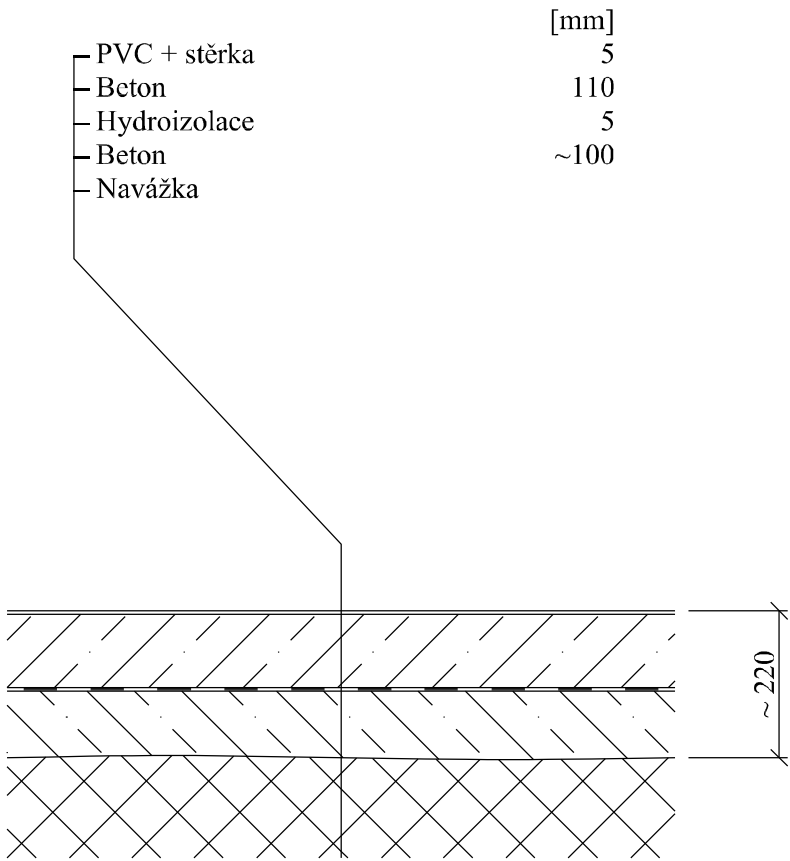 [mm]
PVC + stěrka 5
Beton 110
Hydroizolace 5
Beton ~100
Navážka
~220